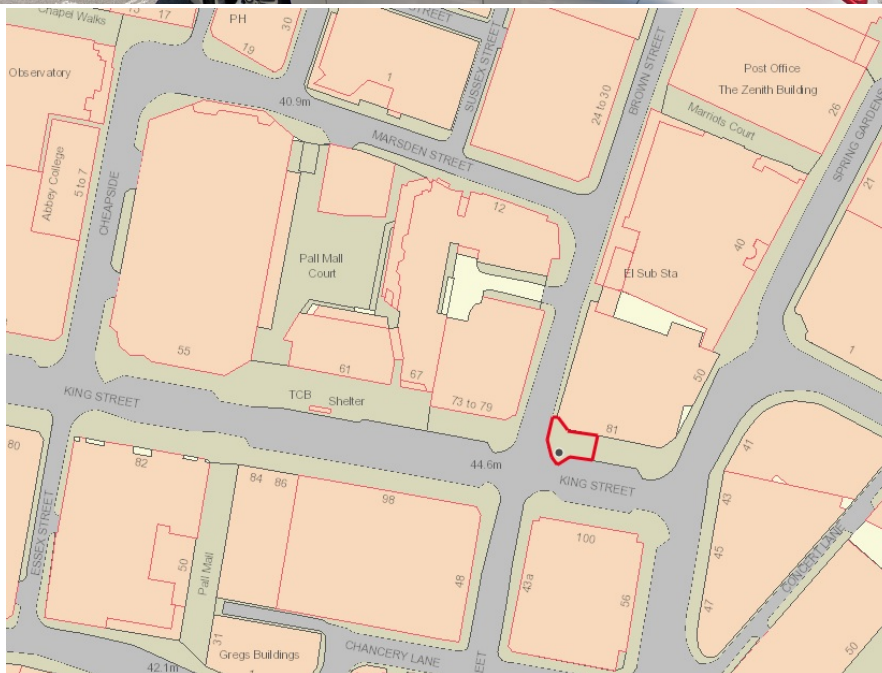 Chapel Walks
17
PH
30
19
STREET
Observatory
1
SUSSEX STREET
BROWN STREET
Post Office
The Zenith Building
26
40.9m
24 to 30
Marriots Court
SPRING GARDENS
MARSDEN STREET
21
Abbey College
5 to 7
CHEAPSIDE
12
40
Pall Mall
Court
El Sub Sta
55
61
67
50
1
KING STREET
TCB
Shelter
73 to 79
81
41
80
82
84
86
98
44.6m
KING STREET
43
ESSEX STREET
50
Pall Mall
48
43a
100
56
45
47
CONCERT LANE
31
Gregs Buildings
CHANCERY LANE
STREET
50
42.1m